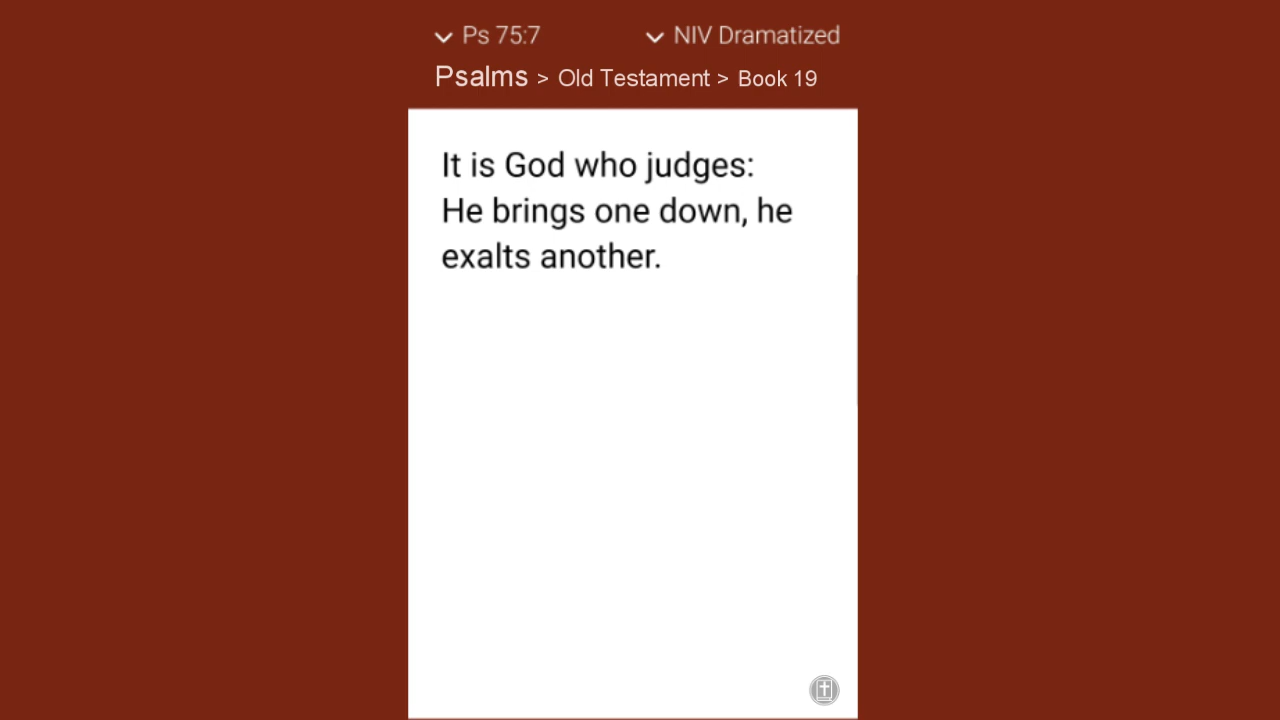 Ps 75:7 NIV Dramatized
Psalms > Old Testament > Book 19
It is God who judges:
He brings one down, he
exalts another.